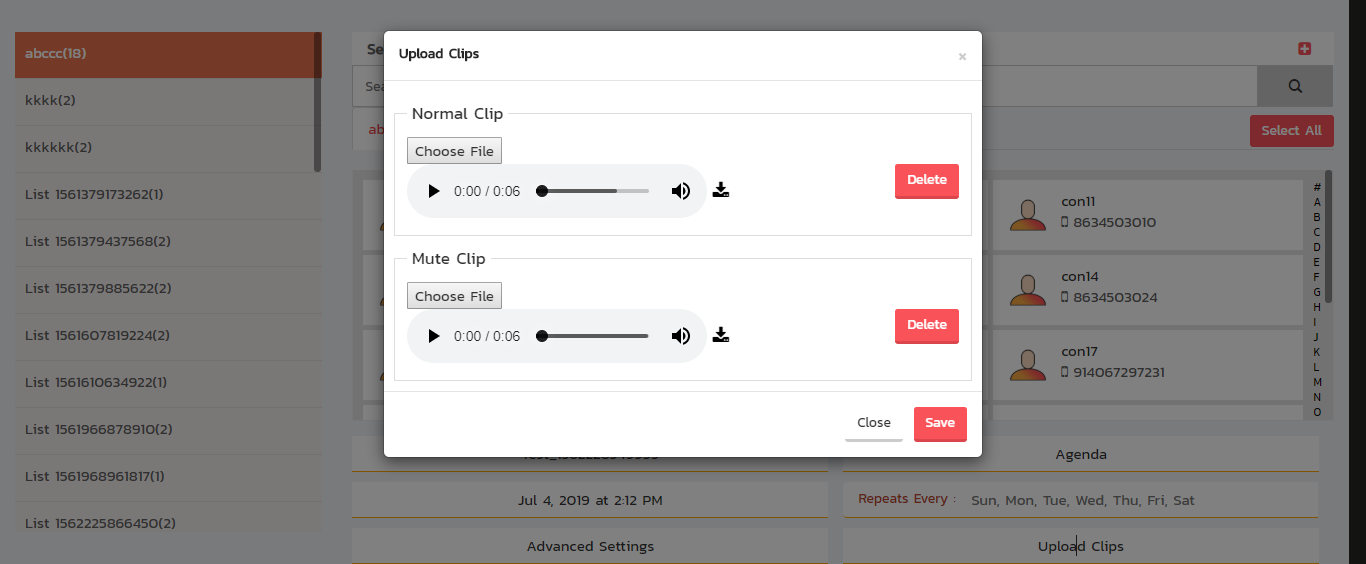 abccc(18)
kkkk(2)
kkkkkk(2)
List 1561379173262(1)
List 1561379437568(2)
List 1561379885622(2)
List 1561607819224(2)
List 1561610634922(1)
List 1561966878910(2)
List 1561968961817(1)
List 1562225866450(2)
Upload Clips
×
Normal Clip
Choose File
0:00 / 0:06
Delete
Mute Clip
Choose File
0:00 / 0:06
Delete
Close
Save
Se
Sea
ab
Select All
con11
8634503010
con14
8634503024
con17
914067297231
#
A
B
C
D
E
F
G
H
I
J
K
L
M
N
O
Agenda
Jul 4, 2019 at 2:12 PM
Repeats Every : Sun, Mon, Tue, Wed, Thu, Fri, Sat
Advanced Settings
Upload Clips